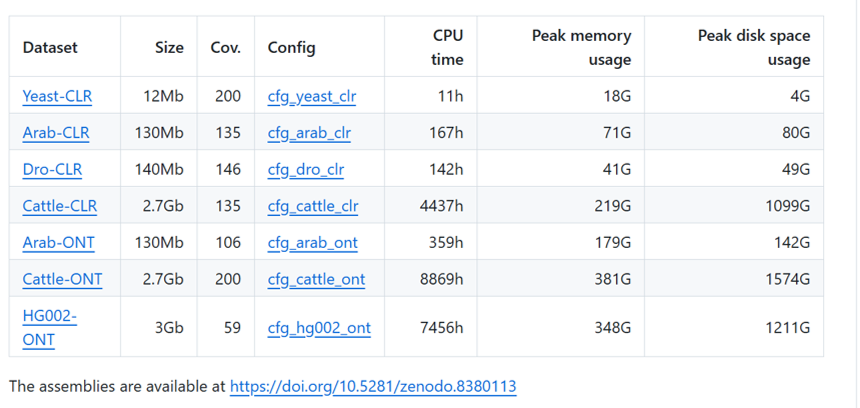 Dataset Size Cov. Config CPU time Peak memory usage Peak disk space usage
Yeast-CLR 12Mb 200 cfg_yeast_clr 11h 18G 4G
Arab-CLR 130Mb 135 cfg_arab_clr 167h 71G 80G
Dro-CLR 140Mb 146 cfg_dro_clr 142h 41G 49G
Cattle-CLR 2.7Gb 135 cfg_cattle_clr 4437h 219G 1099G
Arab-ONT 130Mb 106 cfg_arab_ont 359h 179G 142G
Cattle-ONT 2.7Gb 200 cfg_cattle_ont 8869h 381G 1574G
HG002-ONT 3Gb 59 cfg_hg002_ont 7456h 348G 1211G
The assemblies are available at https://doi.org/10.5281/zenodo.8380113